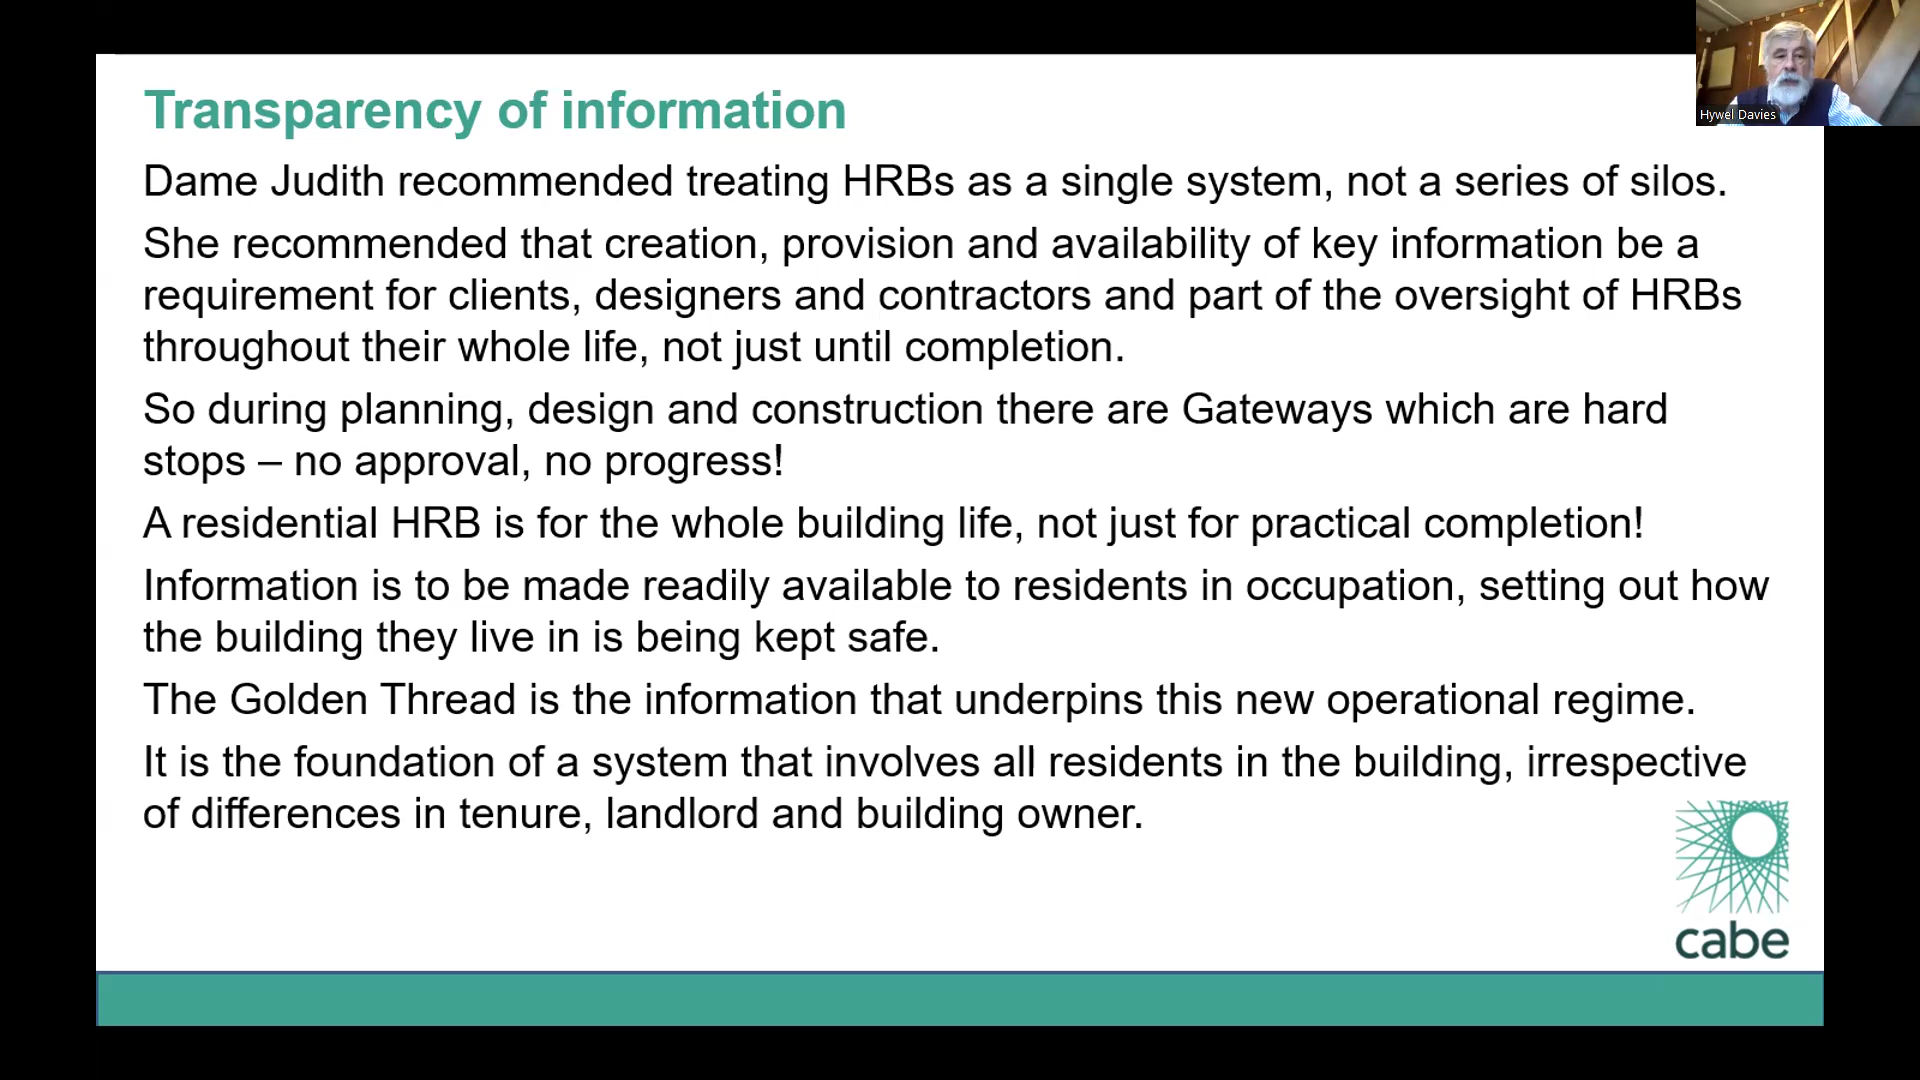 Transparency of information
Hywel Davies
Dame Judith recommended treating HRBs as a single system, not a series of silos.
She recommended that creation, provision and availability of key information be a
requirement for clients, designers and contractors and part of the oversight of HRBs
throughout their whole life, not just until completion.
So during planning, design and construction there are Gateways which are hard
stops – no approval, no progress!
A residential HRB is for the whole building life, not just for practical completion!
Information is to be made readily available to residents in occupation, setting out how
the building they live in is being kept safe.
The Golden Thread is the information that underpins this new operational regime.
It is the foundation of a system that involves all residents in the building, irrespective
of differences in tenure, landlord and building owner.
cabe